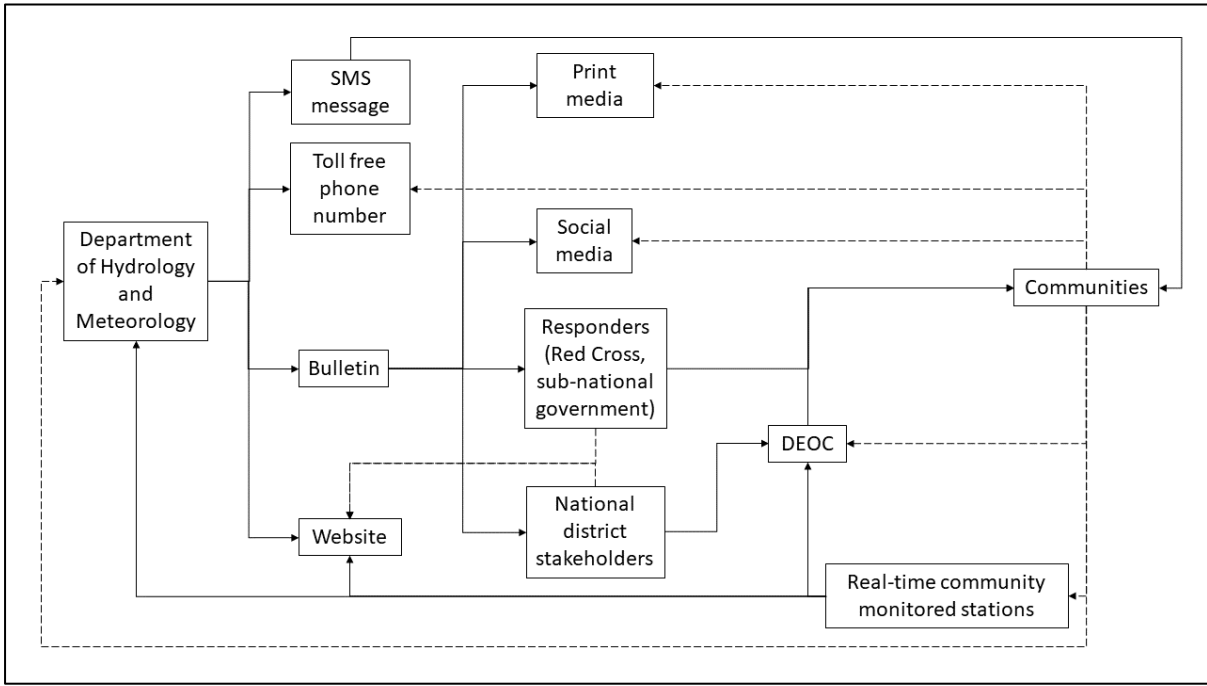 SMS
message
Print
media
Toll free
phone
number
Department
of Hydrology
and
Meteorology
Social
media
Communities
Bulletin
Responders
(Red Cross,
sub-national
government)
DEOC
Website
National
district
stakeholders
Real-time community
monitored stations